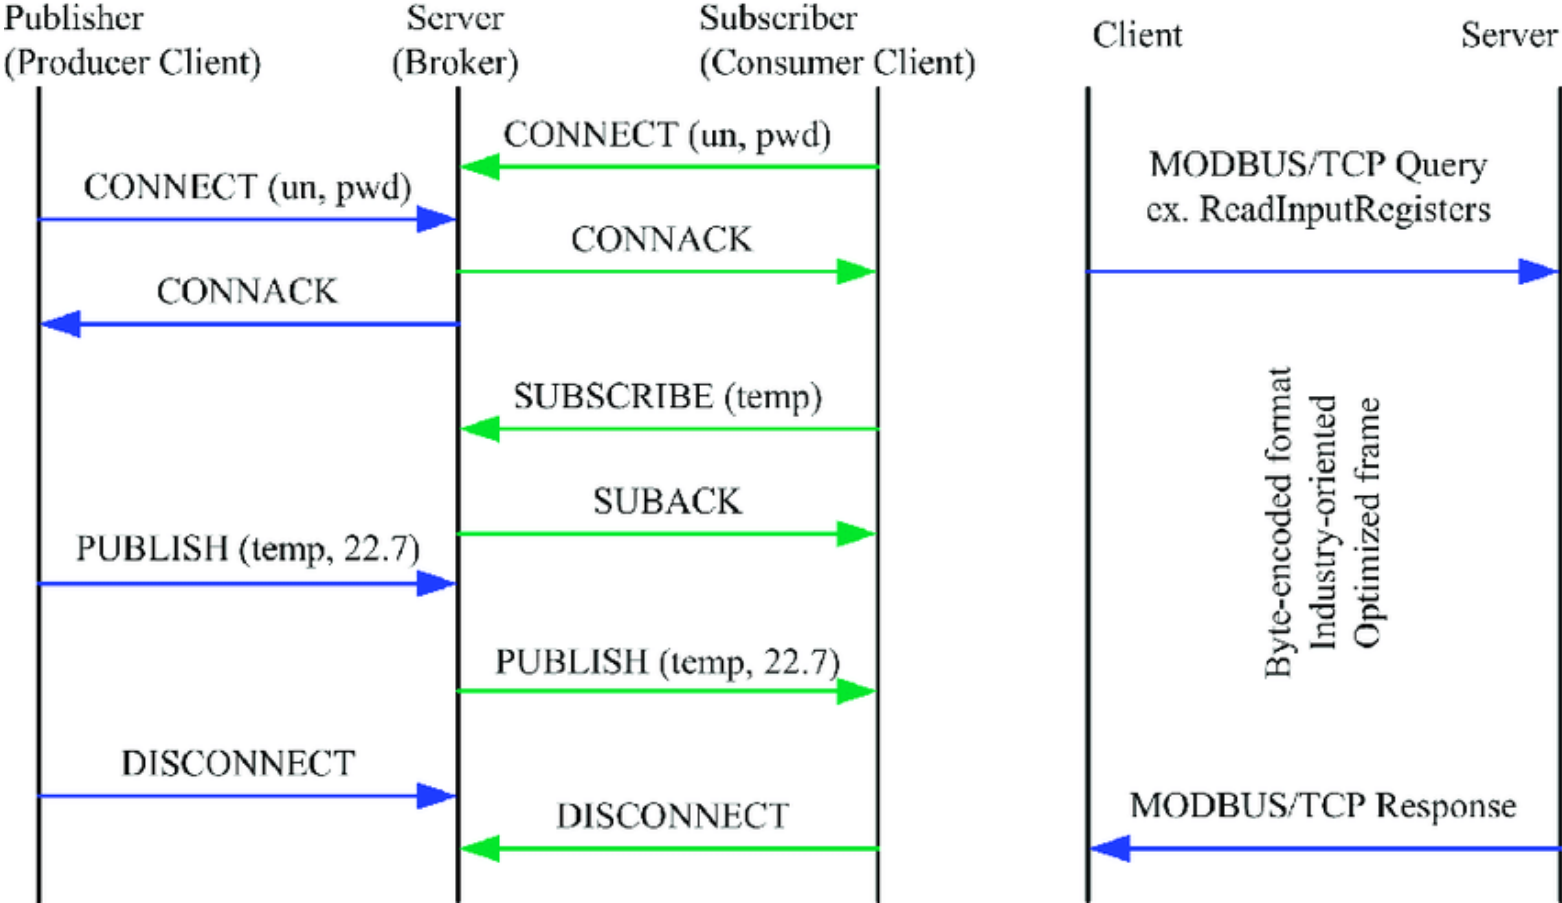 Publisher
(Producer Client)
Server
(Broker)
Subscriber
(Consumer Client)
CONNECT (un, pwd)
CONNECT (un, pwd)
CONNACK
CONNACK
SUBSCRIBE (temp)
SUBACK
PUBLISH (temp, 22.7)
PUBLISH (temp, 22.7)
DISCONNECT
DISCONNECT
Client
Server
MODBUS/TCP Query
ex. ReadInputRegisters
Byte-encoded format
Industry-oriented
Optimized frame
MODBUS/TCP Response